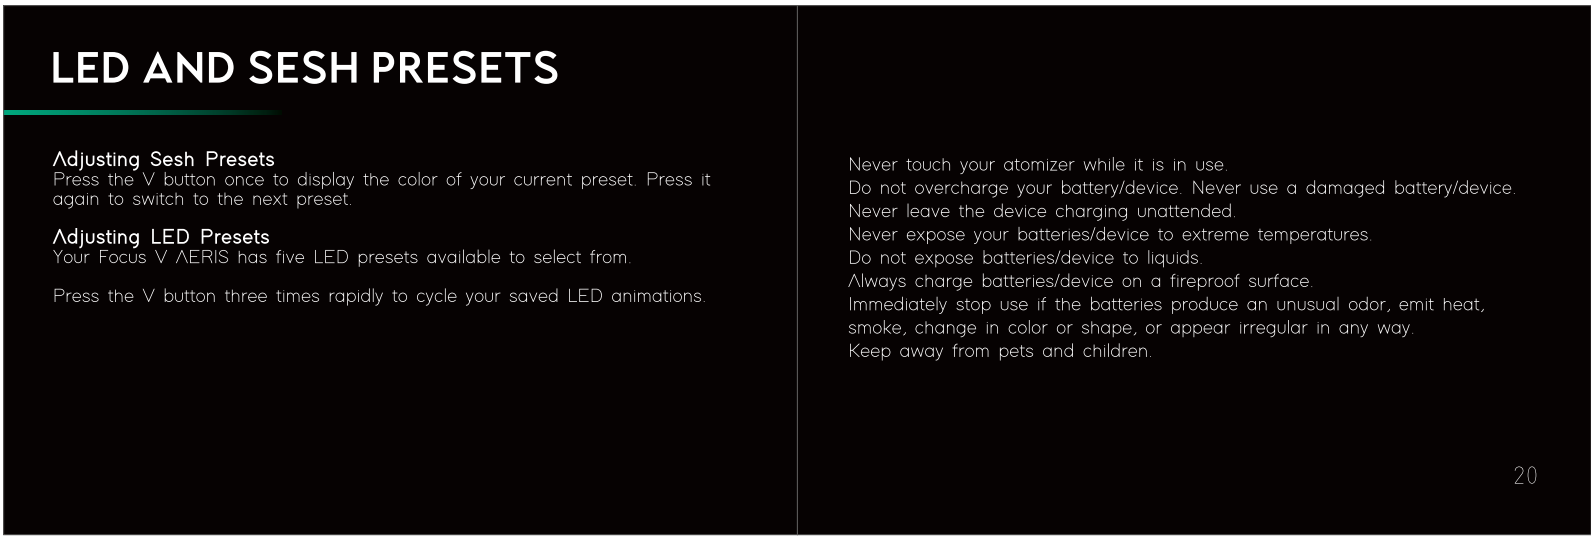 LED AND SESH PRESETS
Adjusting Sesh Presets
Press the V button once to display the color of your current preset. Press it
again to switch to the next preset.
Adjusting LED Presets
Your Focus V AERIS has five LED presets available to select from.
Press the V button three times rapidly to cycle your saved LED animations.
Never touch your atomizer while it is in use.
Do not overcharge your battery/device. Never use a damaged battery/device.
Never leave the device charging unattended.
Never expose your batteries/device to extreme temperatures.
Do not expose batteries/device to liquids.
Always charge batteries/device on a fireproof surface.
Immediately stop use if the batteries produce an unusual odor, emit heat,
smoke, change in color or shape, or appear irregular in any way.
Keep away from pets and children.
20